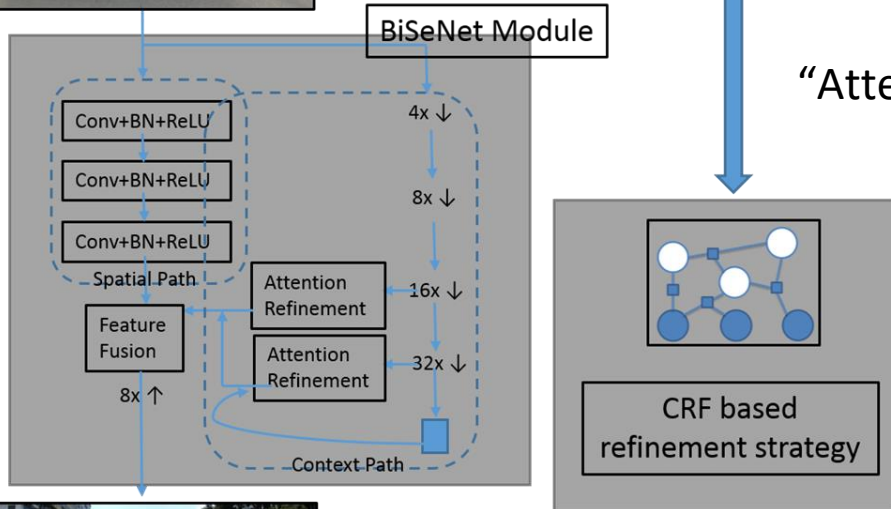 BiSeNet Module
"Atte
Conv+BN+ReLU
Conv+BN+ReLU
Conv+BN+ReLU
Spatial Path
Feature
Fusion
8x ↑
4x ↓
8x ↓
16x ↓
32x ↓
Attention
Refinement
Attention
Refinement
Context Path
CRF based
refinement strategy